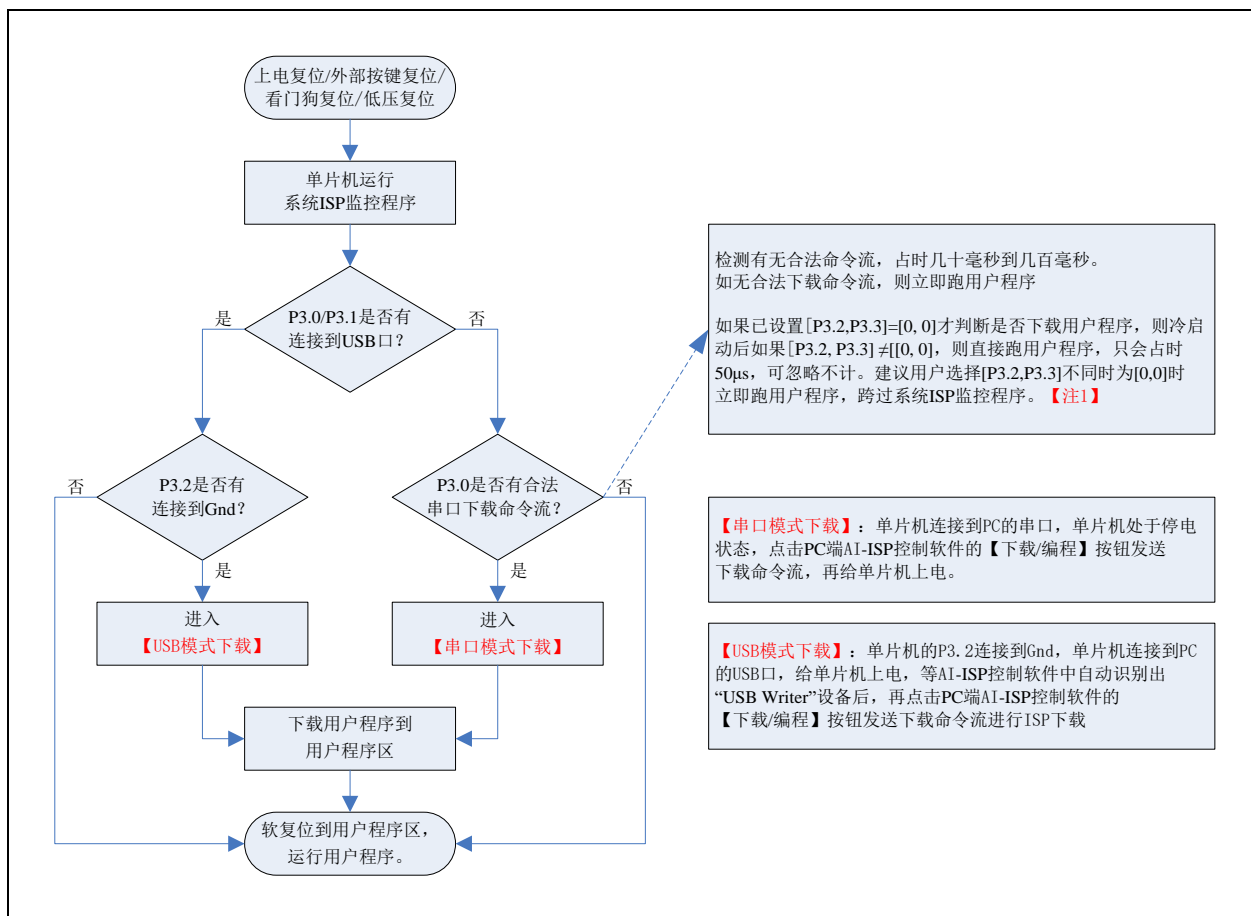 上电复位/外部按键复位/
看门狗复位/低压复位
单片机运行
系统ISP监控程序
P3.0/P3.1是否有
连接到USB口?
是
否
P3.2是否有
连接到Gnd?
否
是
P3.0是否有合法
串口下载命令流?
否
是
进入
【USB模式下载】
进入
【串口模式下载】
下载用户程序到
用户程序区
软复位到用户程序区,
运行用户程序。
检测有无合法命令流，占时几十毫秒到几百毫秒。
如无合法下载命令流，则立即跑用户程序
如果已设置[P3.2,P3.3]=[0, 0]才判断是否下载用户程序，则冷启
动后如果[P3.2, P3.3] ≠[[0, 0]，则直接跑用户程序，只会占时
50μs，可忽略不计。建议用户选择[P3.2,P3.3]不同时为[0,0]时
立即跑用户程序，跨过系统ISP监控程序。【注1】
【串口模式下载】：单片机连接到PC的串口，单片机处于停电
状态，点击PC端AI-ISP控制软件的【下载/编程】按钮发送
下载命令流，再给单片机上电。
【USB模式下载】：单片机的P3.2连接到Gnd，单片机连接到PC
的USB口，给单片机上电，等AI-ISP控制软件中自动识别出
“USB Writer”设备后，再点击PC端AI-ISP控制软件的
【下载/编程】按钮发送下载命令流进行ISP下载